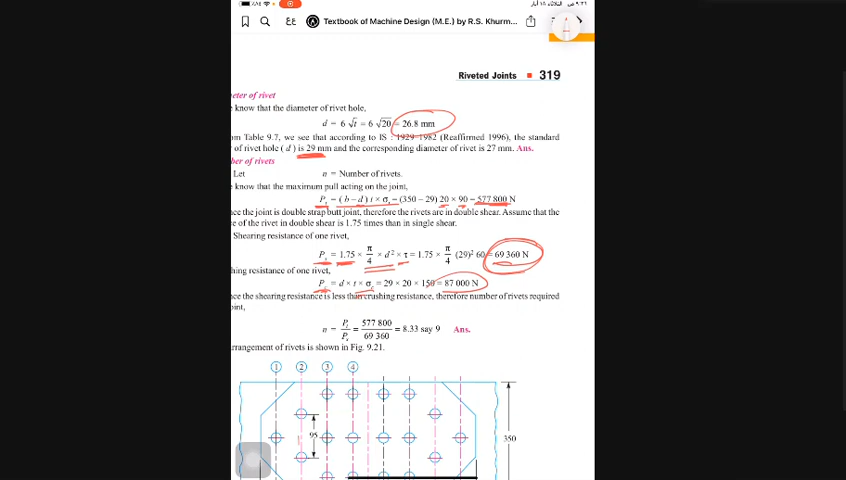 ٩:٢٦ ص الثلاثاء ١٥ أيار
٪٨٤
ع٤
Textbook of Machine Design (M.E.) by R.S. Khurm...
Riveted Joints ■ 319
eter of rivet
know that the diameter of rivet hole,
d = 6 √t = 6 √20 = 26.8 mm
om Table 9.7, we see that according to IS : 1929–1982 (Reaffirmed 1996), the standard
of rivet hole ( d ) is 29 mm and the corresponding diameter of rivet is 27 mm. Ans.
ber of rivets
Let n = Number of rivets.
know that the maximum pull acting on the joint,
= ( b – d ) t × σ = (350 – 29) 20 × 90 = 577 800 N
ce the joint is double strap butt joint, therefore the rivets are in double shear. Assume that the
e of the rivet in double shear is 1.75 times than in single shear.
Shearing resistance of one rivet,
= 1.75 × π/4 × d² × τ = 1.75 × π/4 (29)² 60 = 69 360 N
hing resistance of one rivet,
= d × t × σ = 29 × 20 × 150 = 87 000 N
ce the shearing resistance is less than crushing resistance, therefore number of rivets required
oint,
n = Pt/Ps = 577 800/69 360 = 8.33 say 9 Ans.
rrangement of rivets is shown in Fig. 9.21.
1 2 3 4
95
350